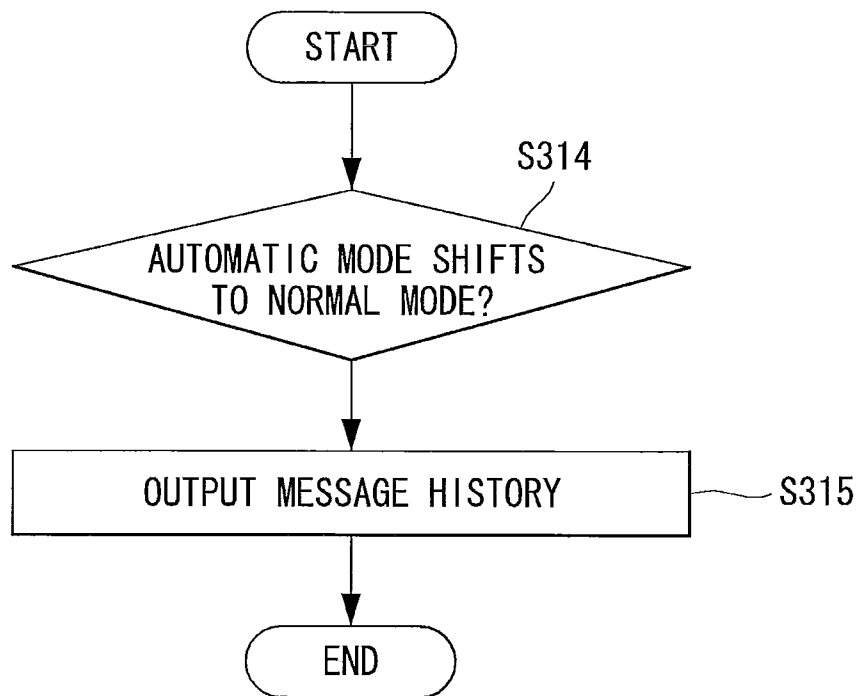 START
S314
AUTOMATIC MODE SHIFTS
TO NORMAL MODE?
OUTPUT MESSAGE HISTORY
S315
END